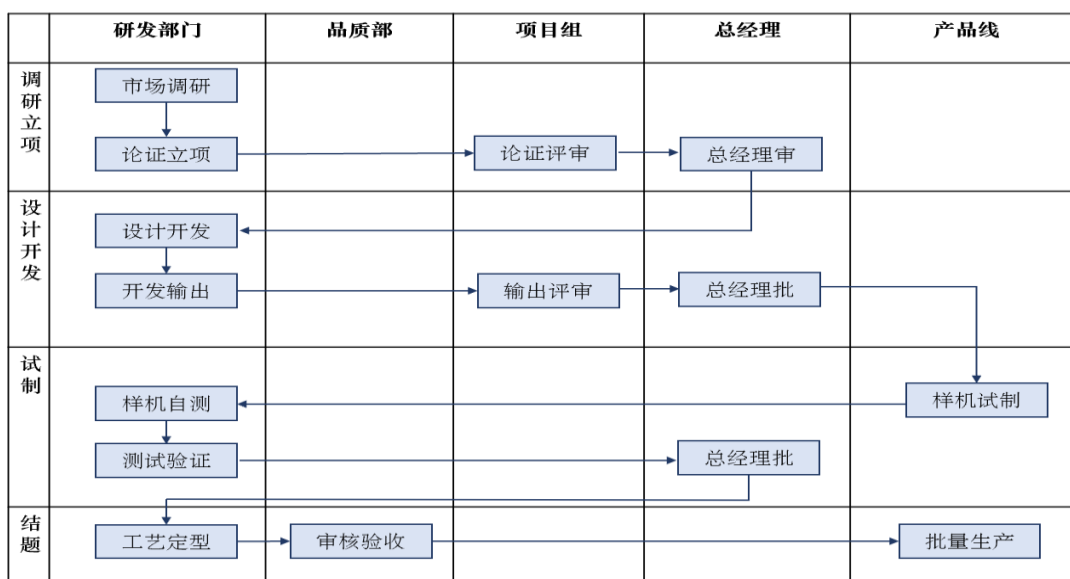 研发部门 品质部 项目组 总经理 产品线
调研立项
市场调研
论证立项 论证评审 总经理审
设计开发
设计开发
开发输出 输出评审 总经理批
试制
样机自测 样机试制
测试验证 总经理批
结题
工艺定型 审核验收 批量生产